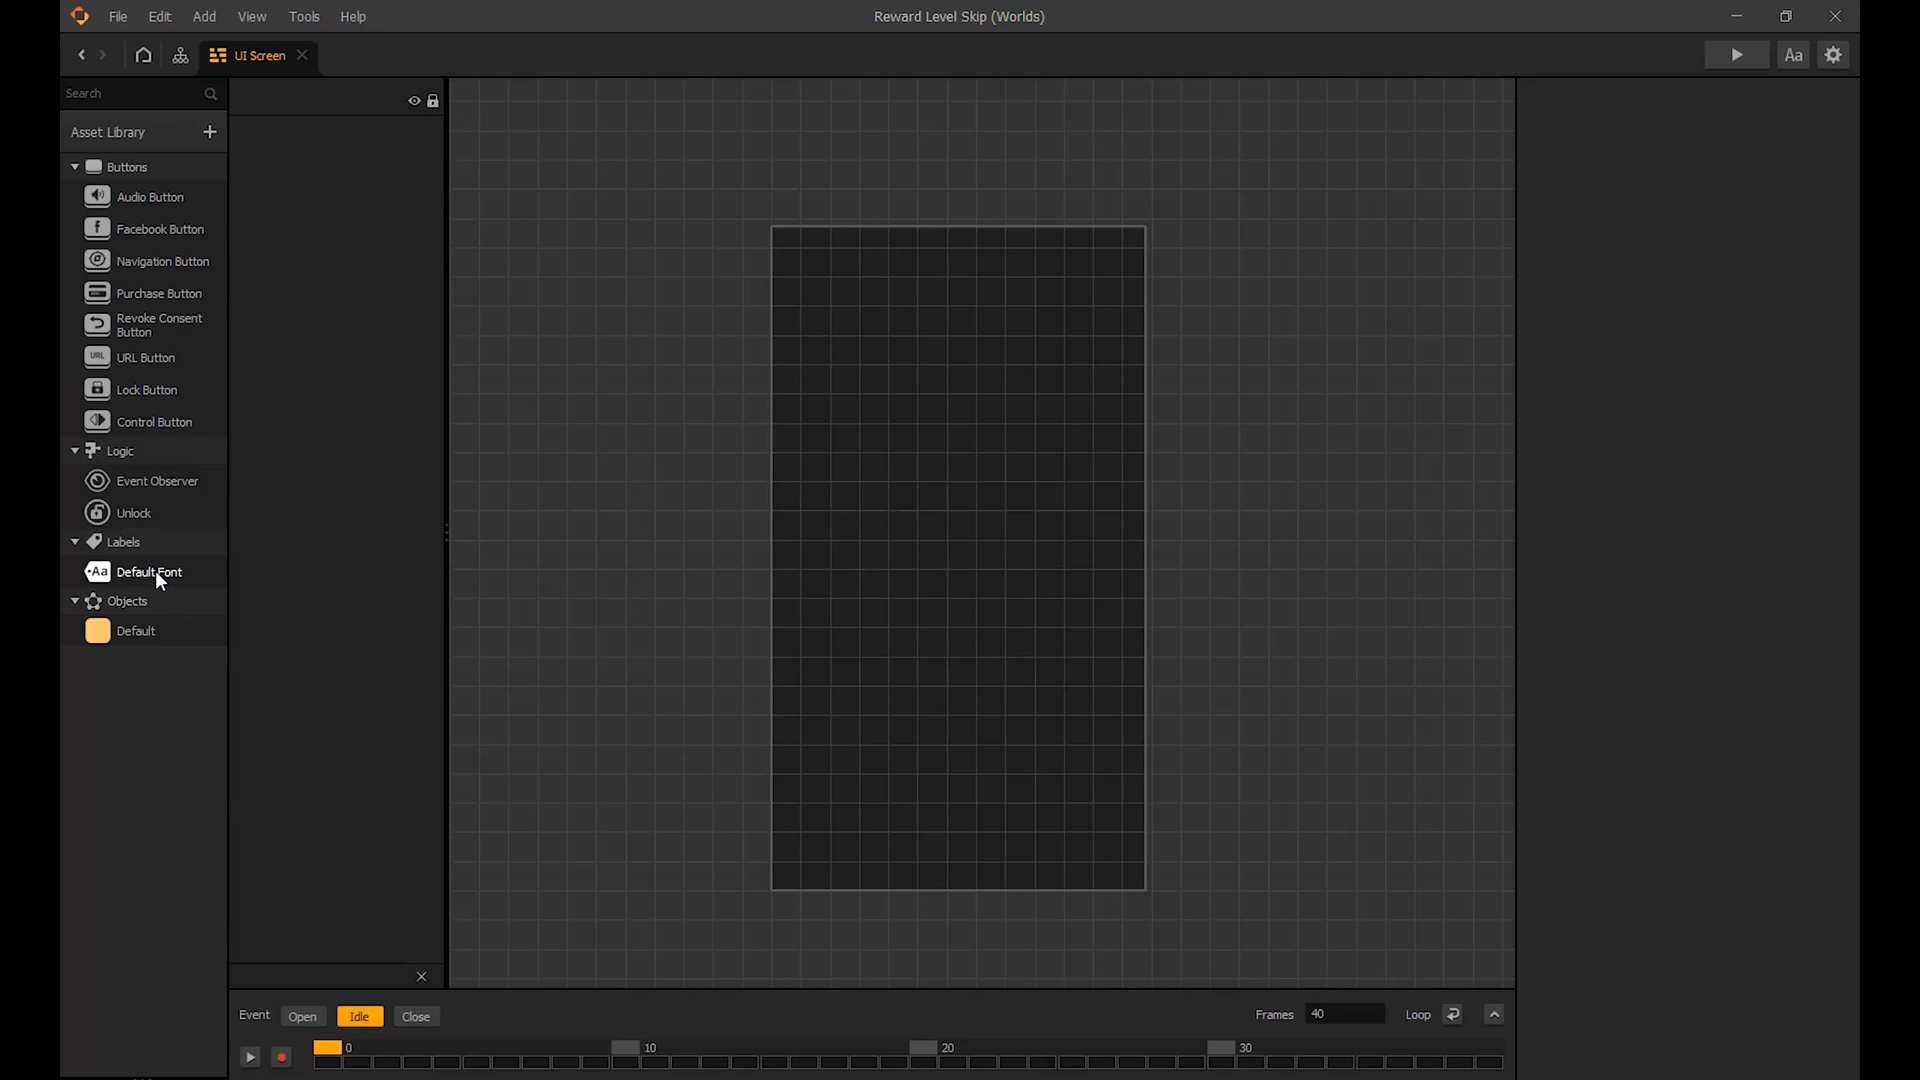 File Edit Add View Tools Help
Reward Level Skip (Worlds)
UI Screen
Aa
Search
Asset Library
Buttons
Audio Button
Facebook Button
Navigation Button
Purchase Button
Revoke Consent
Button
URL URL Button
Lock Button
Control Button
Logic
Event Observer
Unlock
Labels
Aa Default Font
Objects
Default
Event Open Idle Close
Frames 40 Loop
0 10 20 30